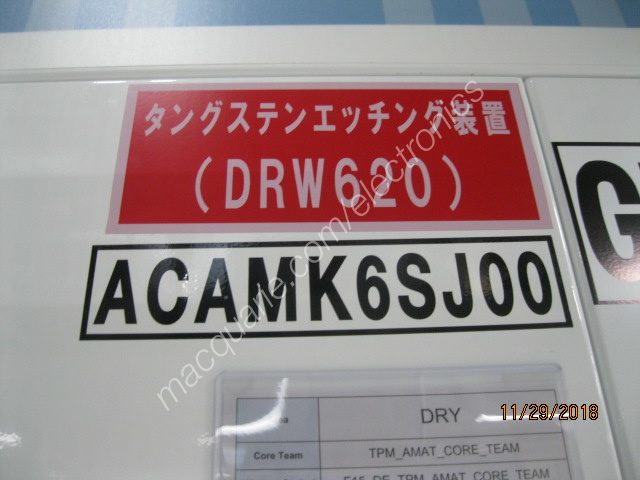 タングステンエッチング装置
(DRW620)
ACAMK6SJ00
DRY
Core Team
TPM_AMAT_CORE_TEAM
11/29/2018
macquarie.com/electronics